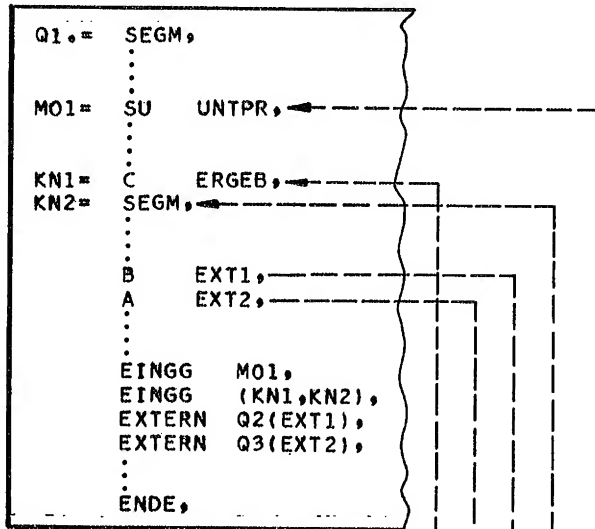 Q1.= SEGM,
.
.
.
MO1= SU UNTPR,
.
.
.
KN1= C ERGEB,
KN2= SEGM,
.
.
.
B EXT1,
A EXT2,
.
.
.
EINGG MO1,
EINGG (KN1,KN2),
EXTERN Q2(EXT1),
EXTERN Q3(EXT2),
.
.
.
ENDE,